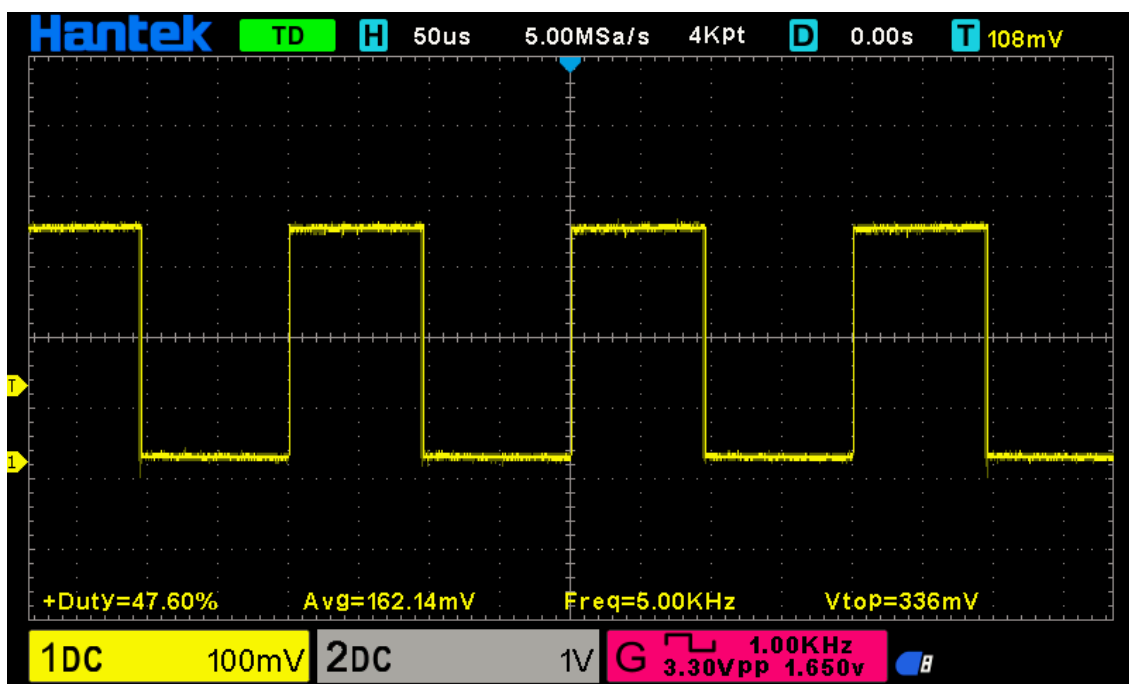 Hantek TD H 50us 5.00MSa/s 4Kpt D 0.00s T 108mV
T
1
+Duty=47.60% Avg=162.14mV Freq=5.00KHz Vtop=336mV
1DC 100mV 2DC 1V G 1.00KHz
3.30Vpp 1.650v